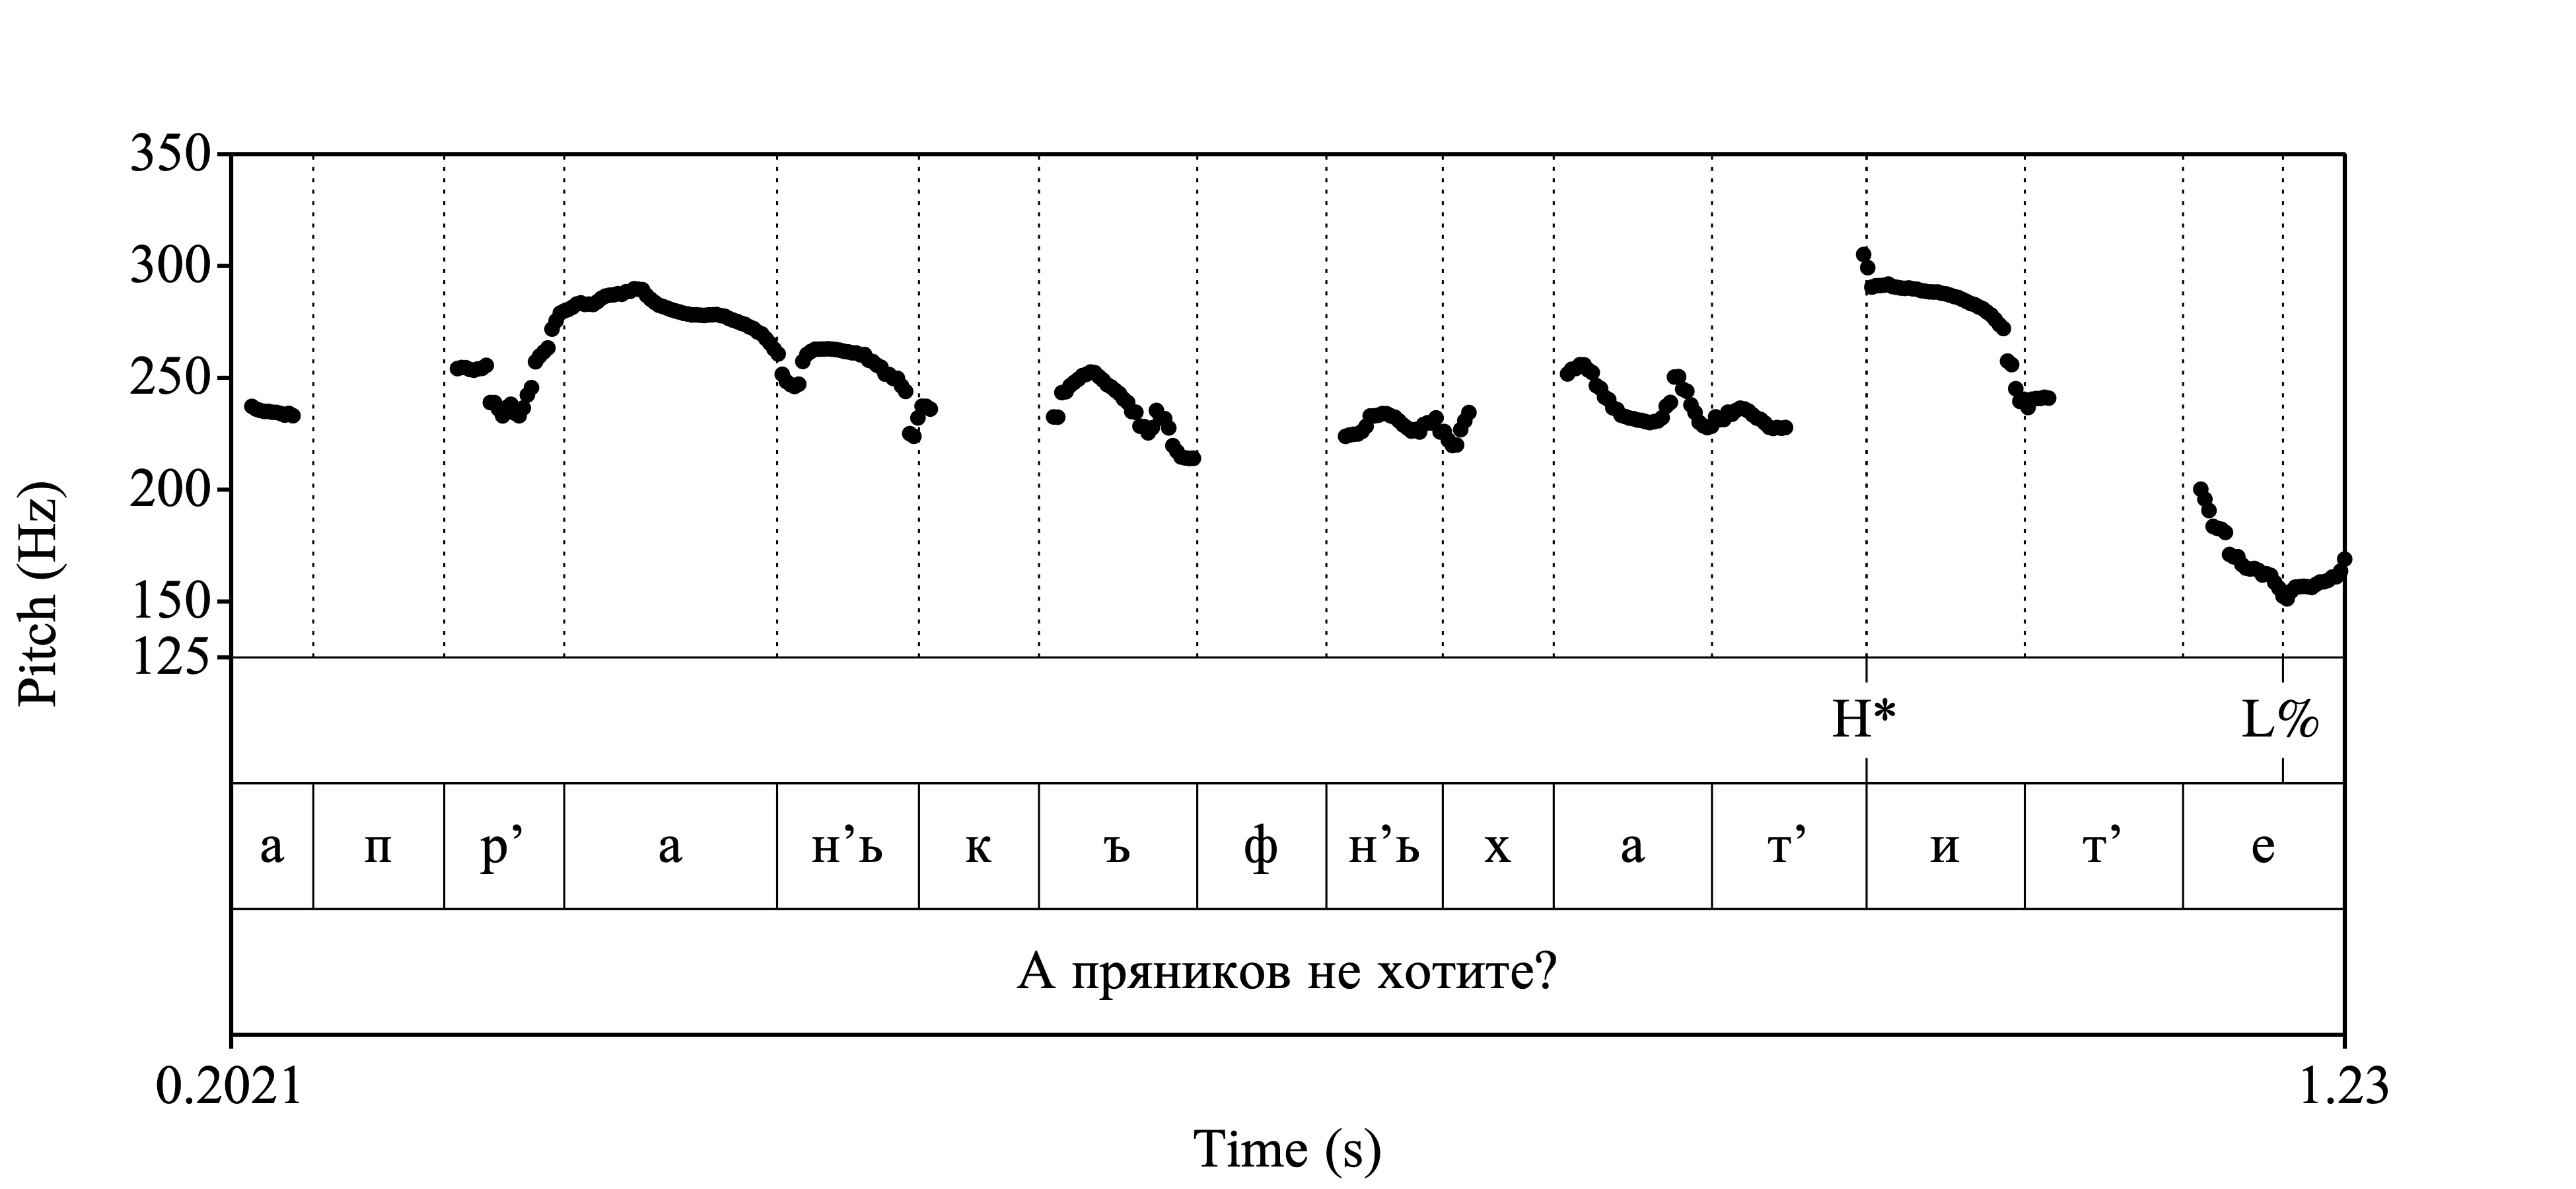 350
300
250
200
150
125
Pitch (Hz)
H* L%
а п р’ а н’ь к ъ ф н’ь х а т’ и т’ е
А пряников не хотите?
0.2021 1.23
Time (s)